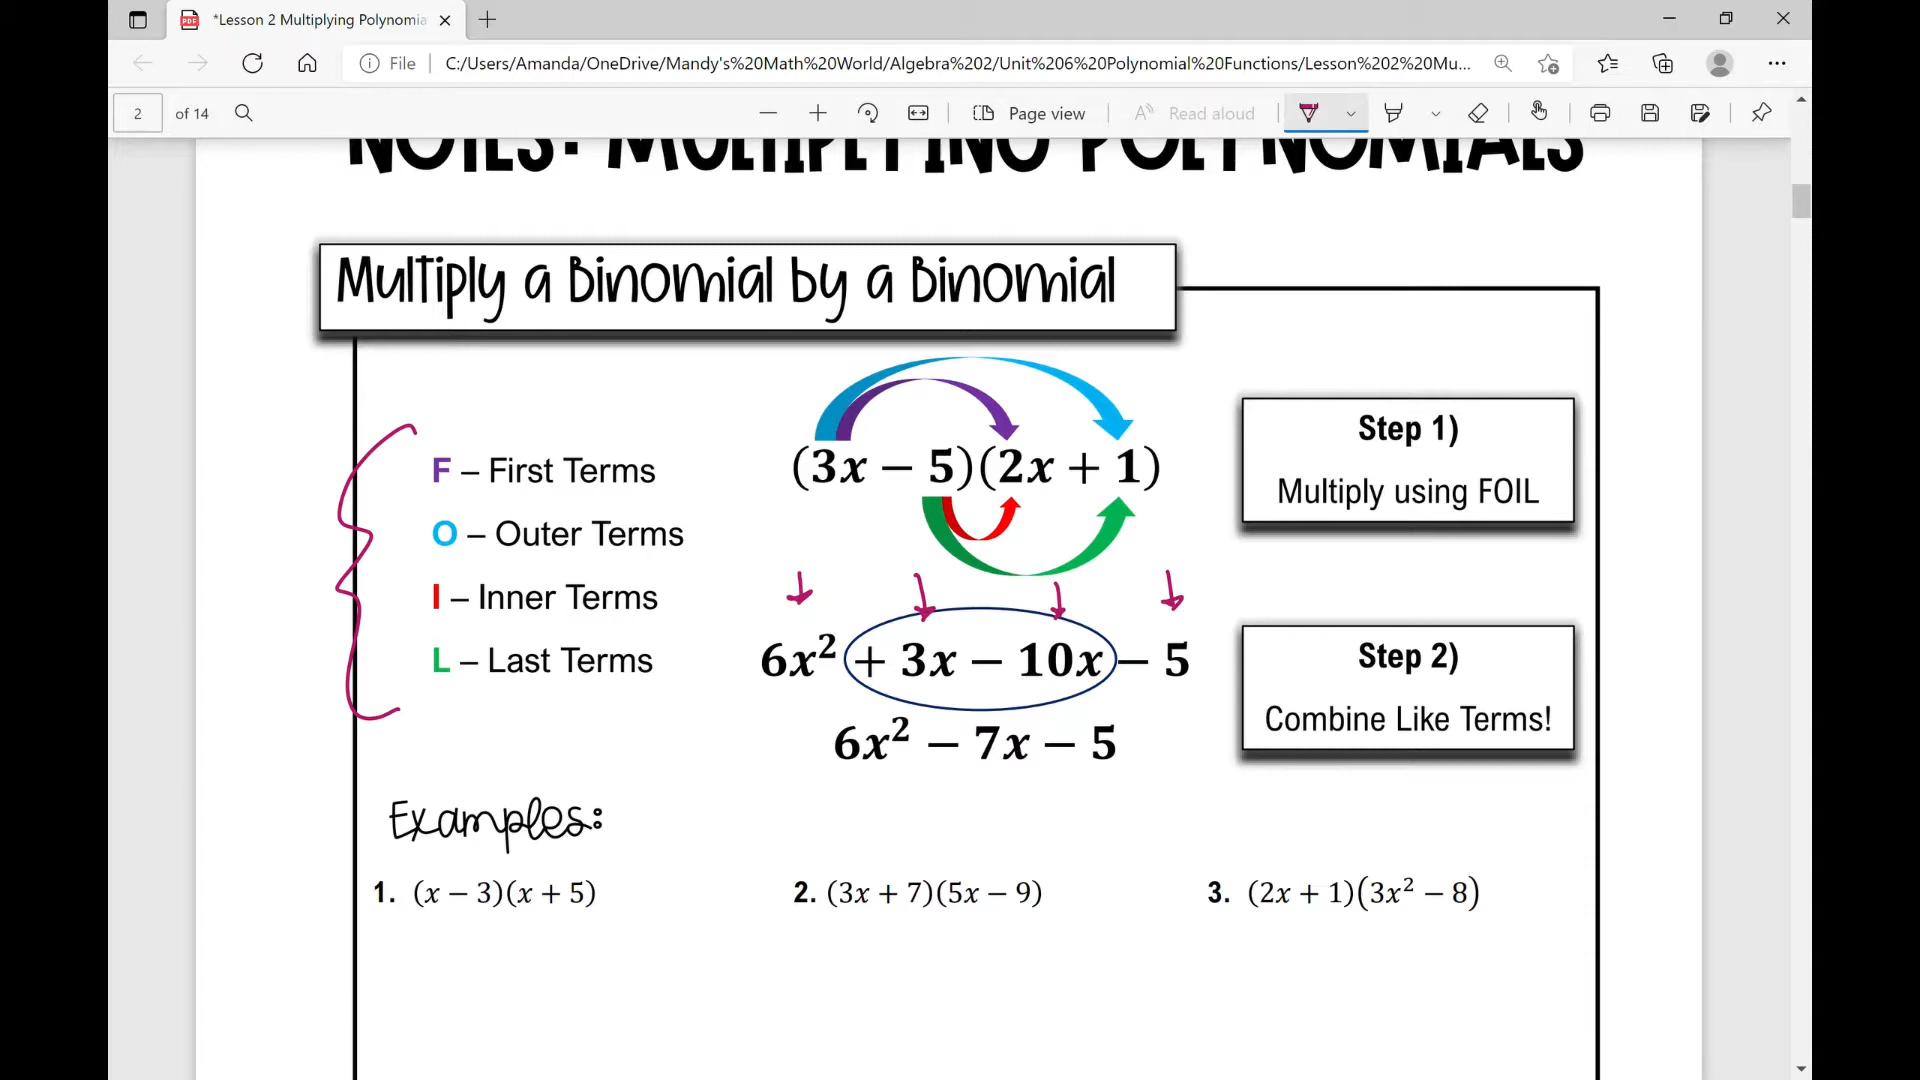 *Lesson 2 Multiplying Polynomia
File C:/Users/Amanda/OneDrive/Mandy's%20Math%20World/Algebra%202/Unit%206%20Polynomial%20Functions/Lesson%202%20Mu...
2 of 14 Page view Read aloud
NOTES: MULTIPLYING POLYNOMIALS
Multiply a Binomial by a Binomial
F – First Terms
O – Outer Terms
I – Inner Terms
L – Last Terms
(3x − 5)(2x + 1)
6x² + 3x − 10x − 5
6x² − 7x − 5
Step 1)
Multiply using FOIL
Step 2)
Combine Like Terms!
Examples:
1. (x − 3)(x + 5)
2. (3x + 7)(5x − 9)
3. (2x + 1)(3x² − 8)